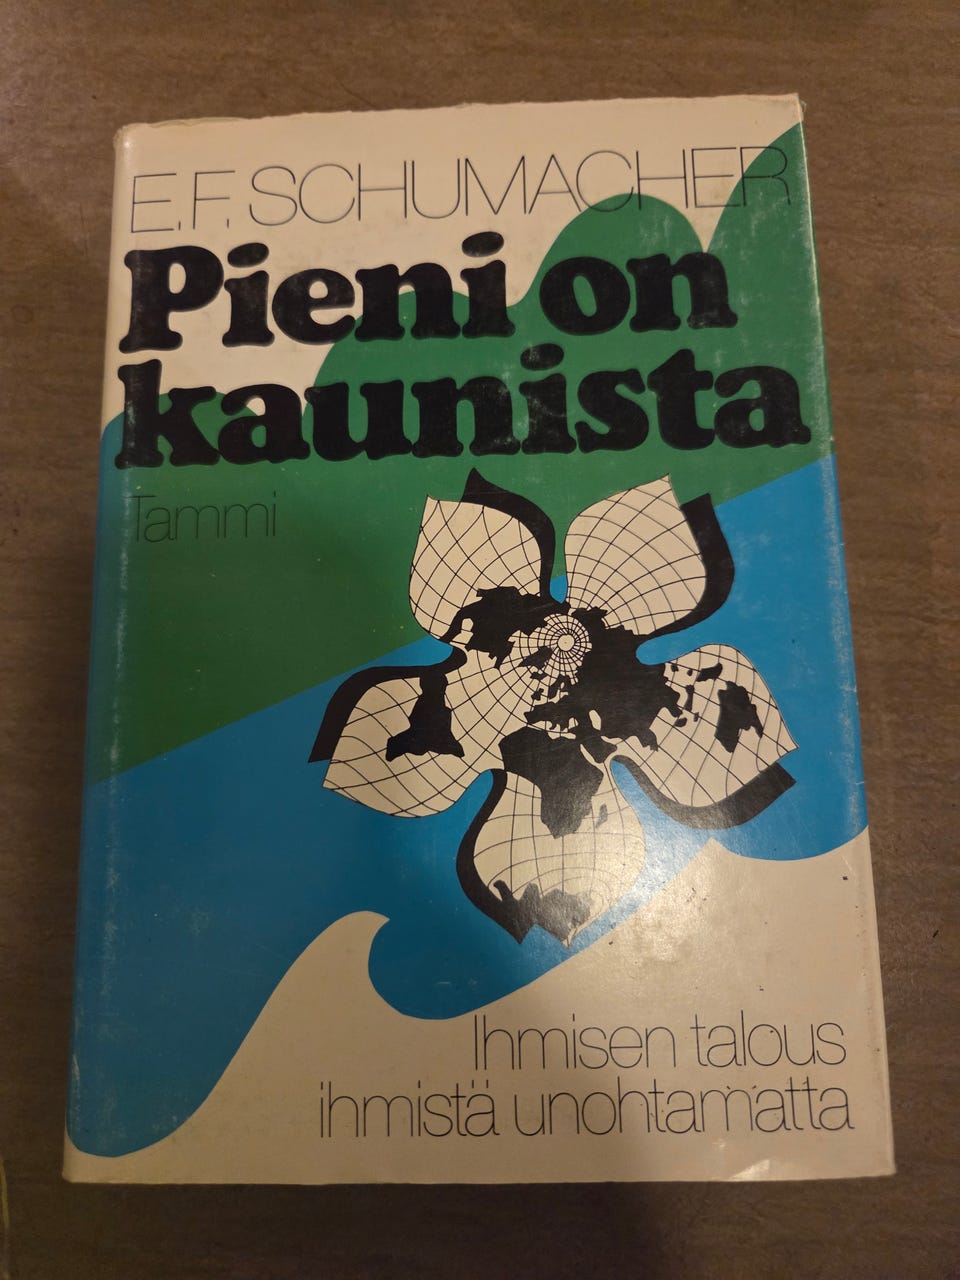 E.F. SCHUMACHER
Pieni on
kaunista
Tammi
Ihmisen talous
ihmistä unohtamatta